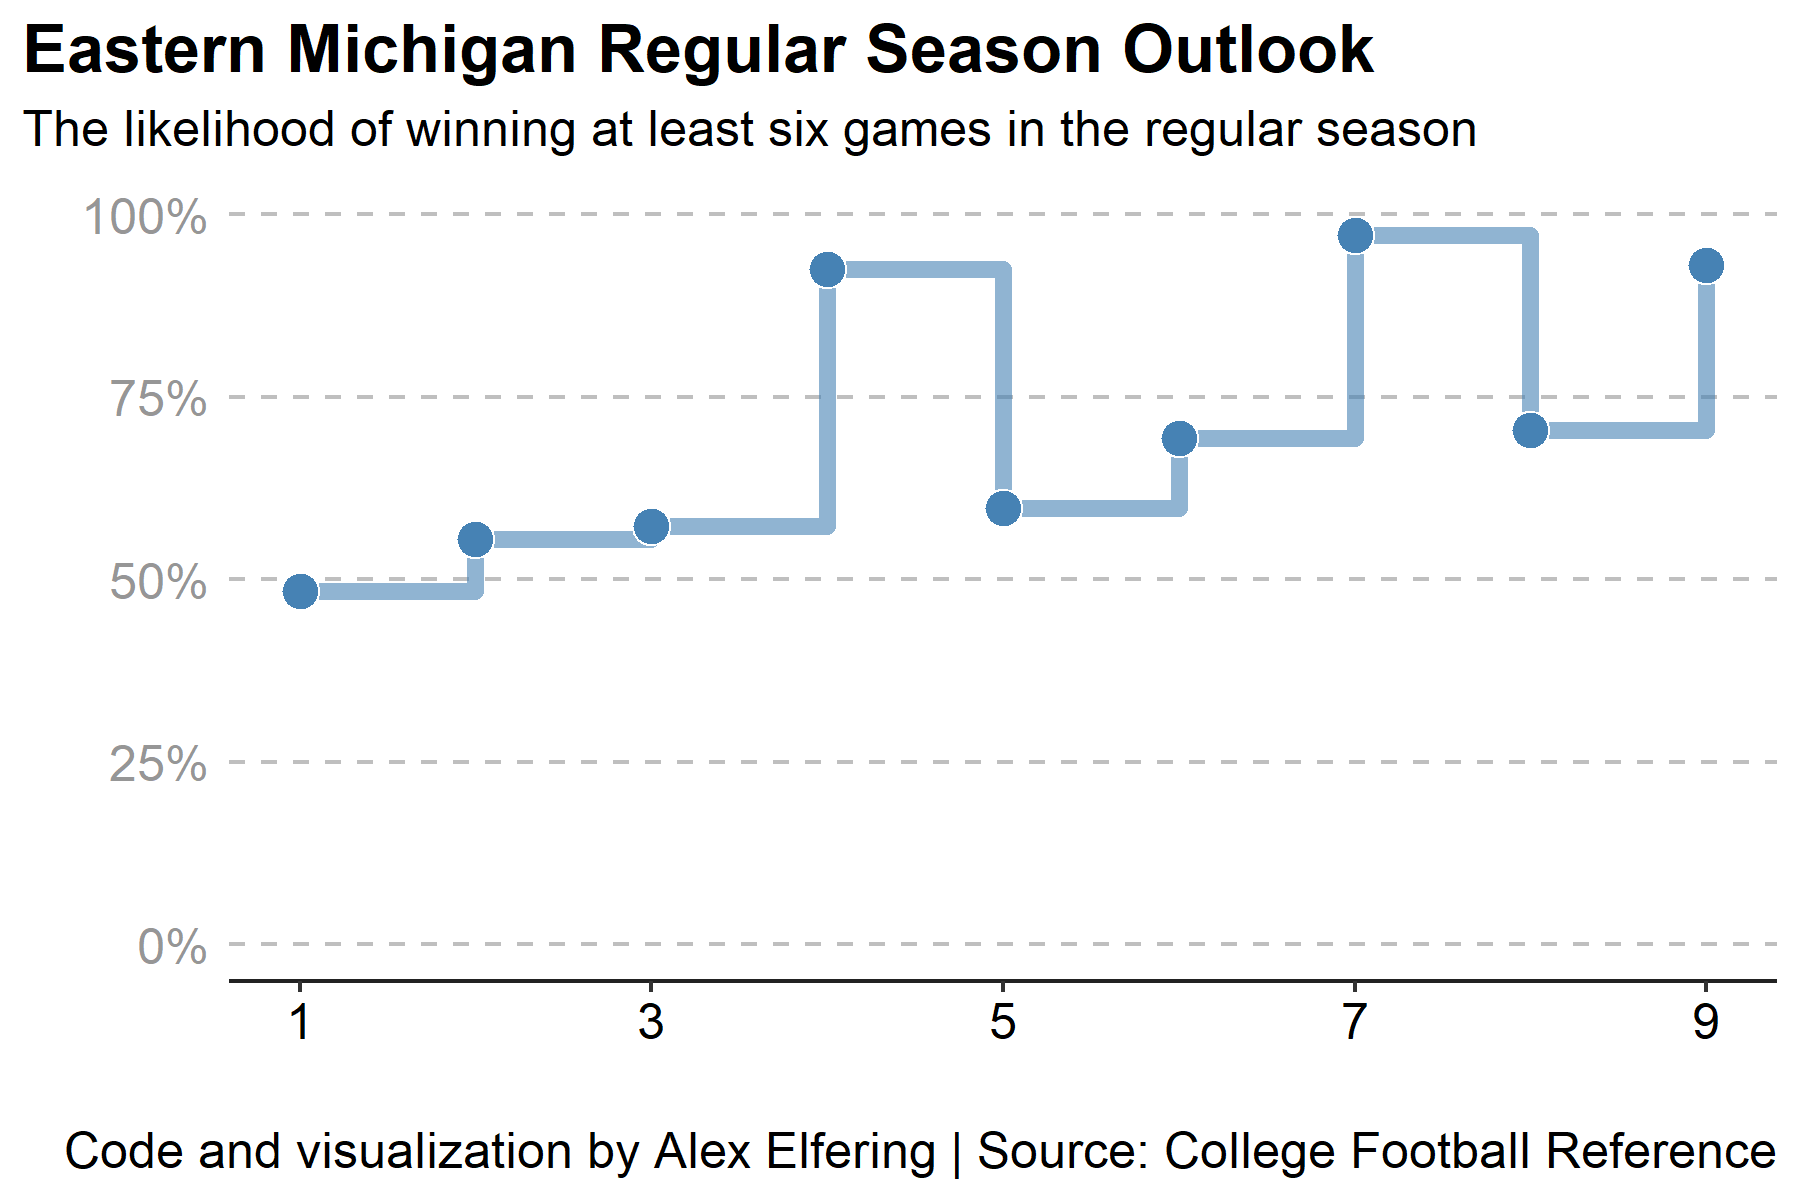 Eastern Michigan Regular Season Outlook
The likelihood of winning at least six games in the regular season
100%
75%
50%
25%
0%
1 3 5 7 9
Code and visualization by Alex Elfering | Source: College Football Reference